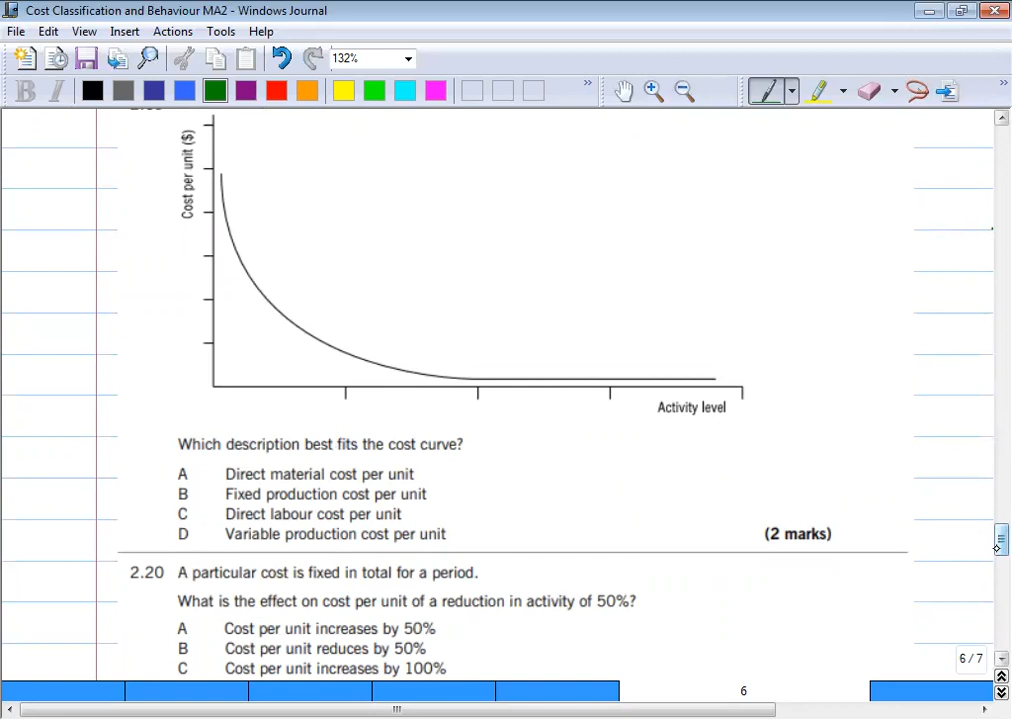 Cost Classification and Behaviour MA2 - Windows Journal
File Edit View Insert Actions Tools Help
132%
B I
Cost per unit ($)
Activity level
Which description best fits the cost curve?
A Direct material cost per unit
B Fixed production cost per unit
C Direct labour cost per unit
D Variable production cost per unit (2 marks)
2.20 A particular cost is fixed in total for a period.
What is the effect on cost per unit of a reduction in activity of 50%?
A Cost per unit increases by 50%
B Cost per unit reduces by 50%
C Cost per unit increases by 100%
6 / 7
6